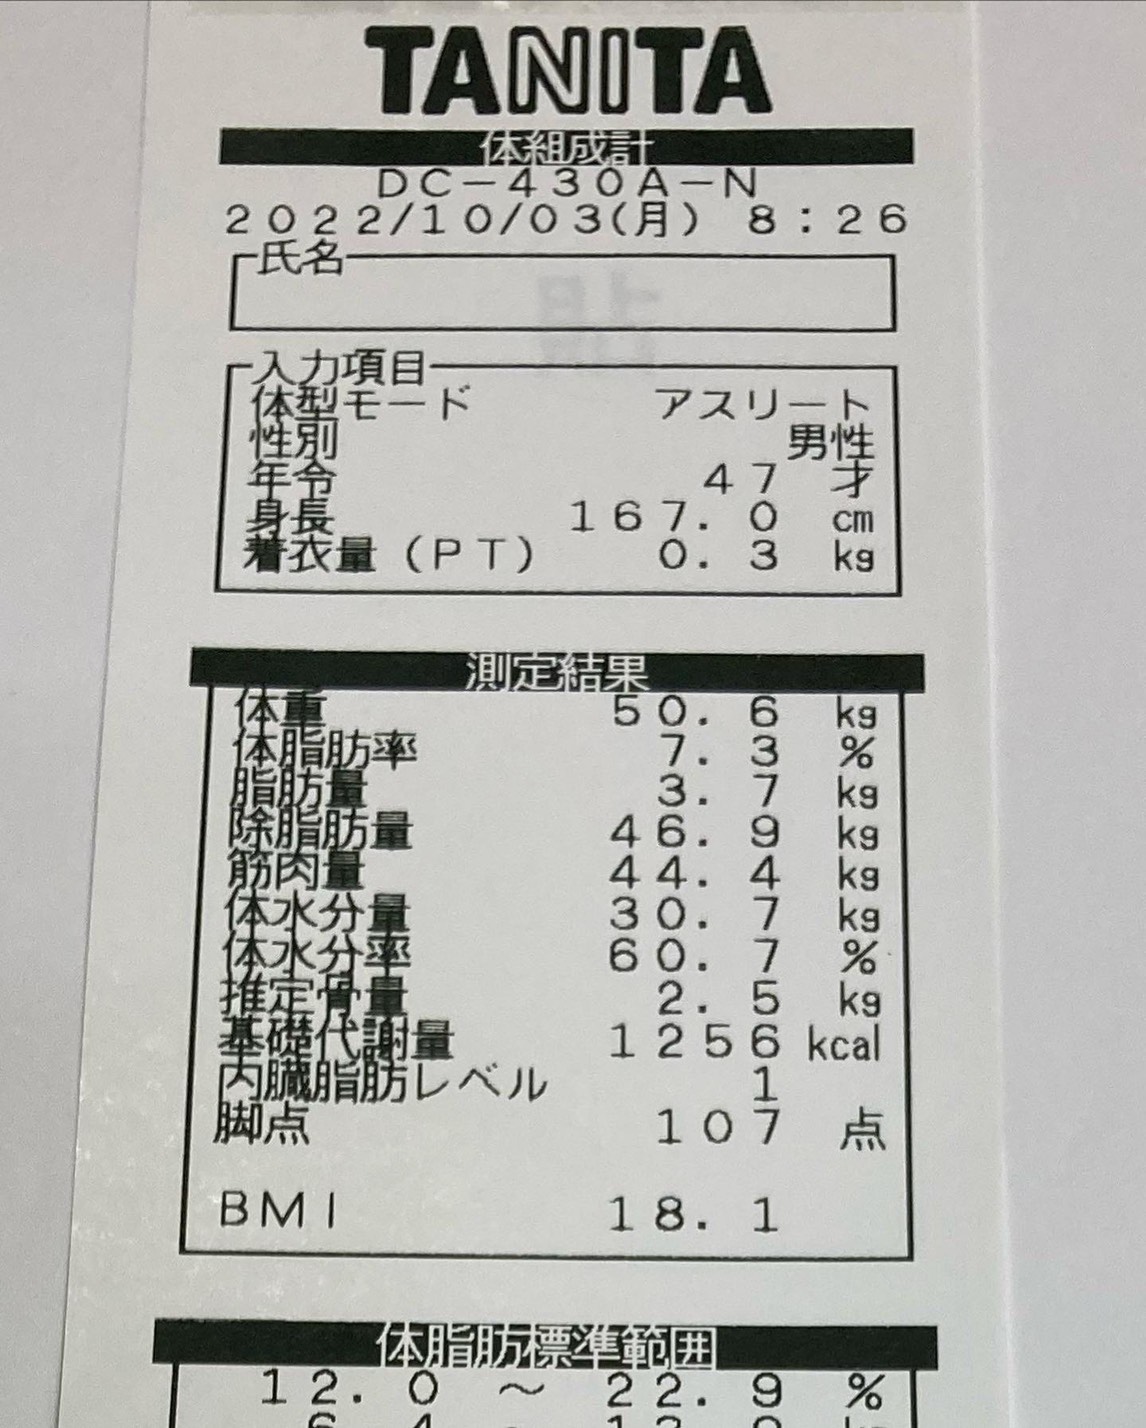 TANITA
体組成計
DC-430A-N
2022/10/03(月) 8:26
氏名
入力項目
体型モード アスリート
性別 男性
年令 47 才
身長 167.0 cm
着衣量(PT) 0.3 kg
測定結果
体重 50.6 kg
体脂肪率 7.3 %
脂肪量 3.7 kg
除脂肪量 46.9 kg
筋肉量 44.4 kg
体水分量 30.7 kg
体水分率 60.7 %
推定骨量 2.5 kg
基礎代謝量 1256 kcal
内臓脂肪レベル 1
脚点 107 点
BMI 18.1
体脂肪標準範囲
12.0 ~ 22.9 %